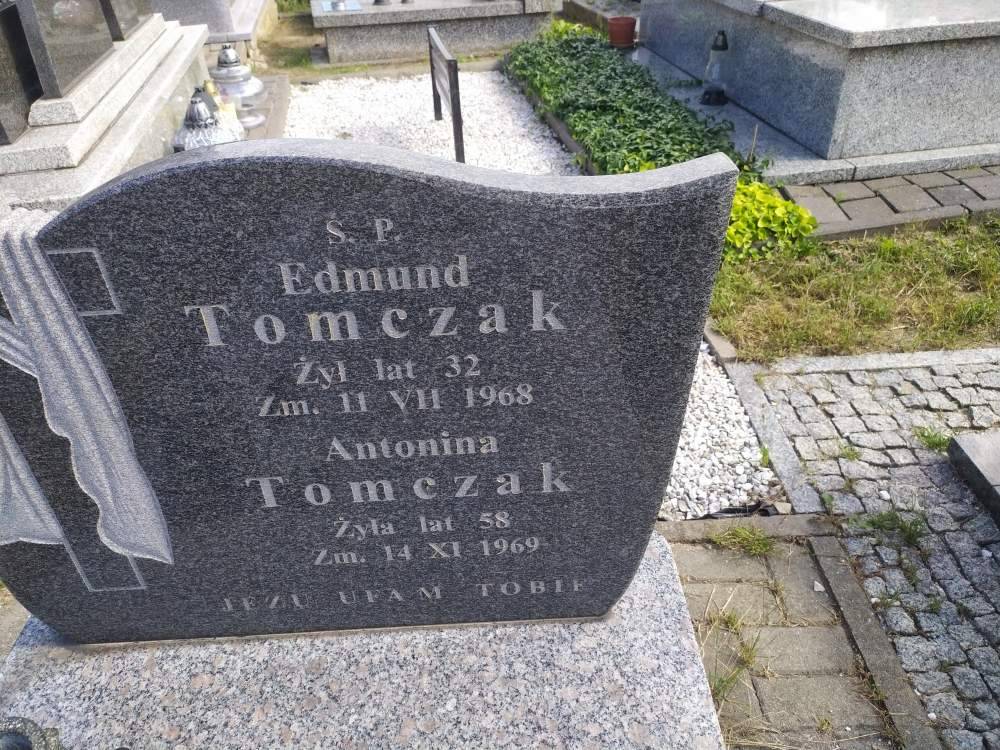 Ś. P.
Edmund
Tomczak
Żył lat 32
Zm. 11 VII 1968
Antonina
Tomczak
Żyła lat 58
Zm. 14 XI 1969
JEZU UFAM TOBIE